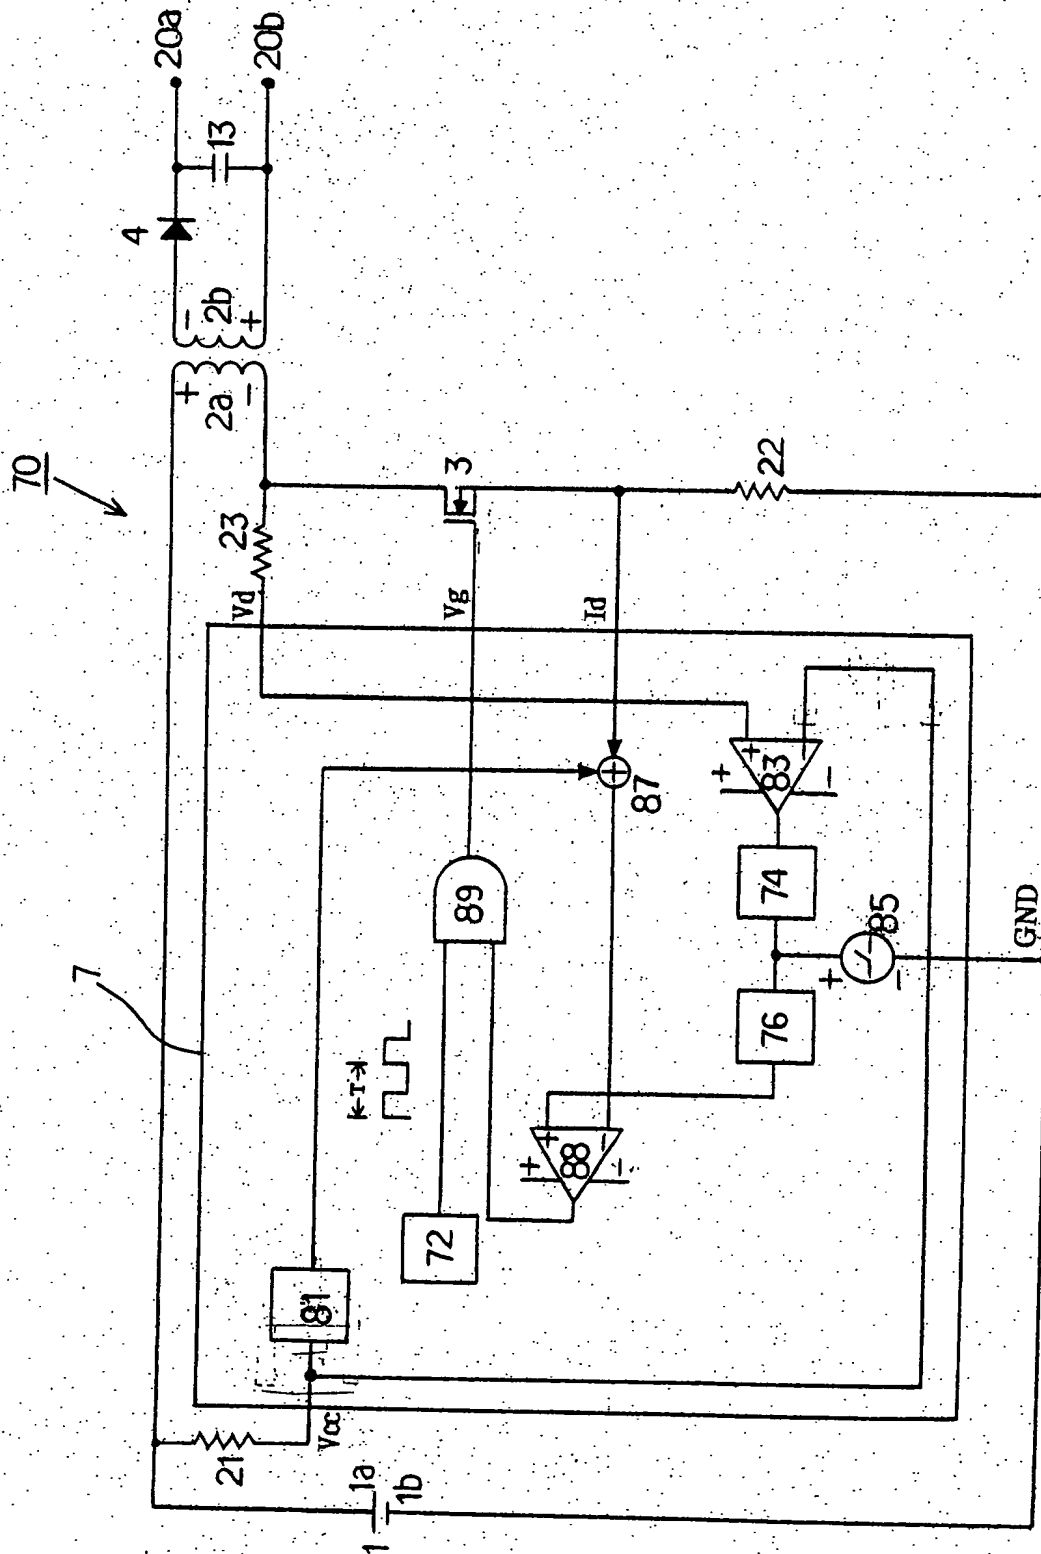 70
20a
20b
13
4
2b
2a
+
-
-
+
23
Vd
3
Vg
22
Id
7
87
83
+
+
-
89
74
85
+
-
GND
76
T
88
+
-
+
-
72
81
21
Vcc
1
1a
1b